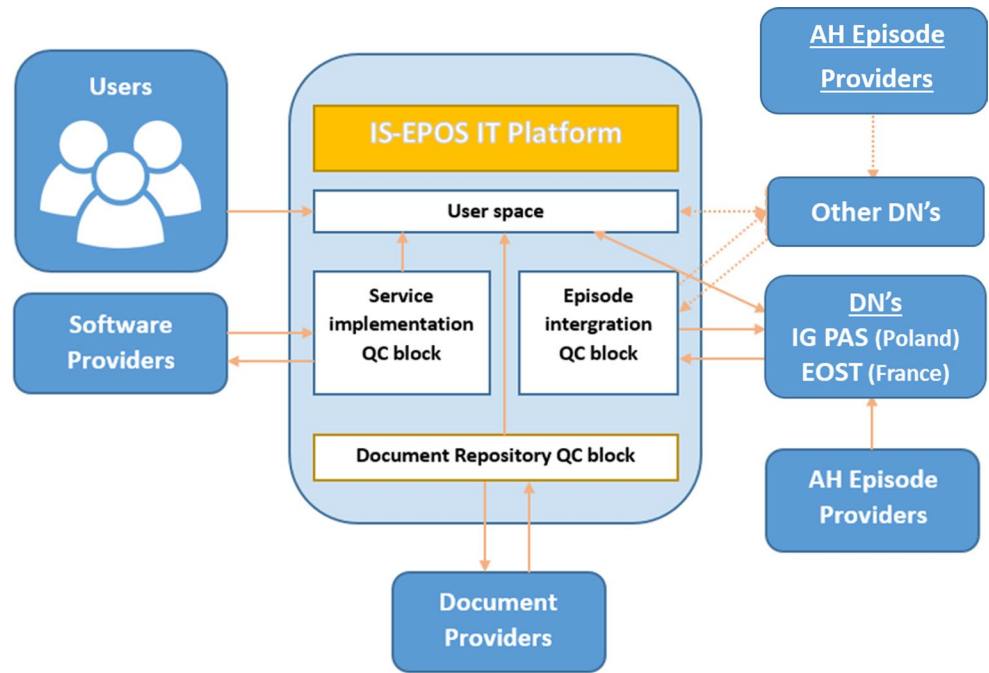 AH Episode
Providers
Users
IS-EPOS IT Platform
User space
Other DN's
Service
implementation
QC block
Episode
intergration
QC block
DN's
IG PAS (Poland)
EOST (France)
Software
Providers
Document Repository QC block
AH Episode
Providers
Document
Providers